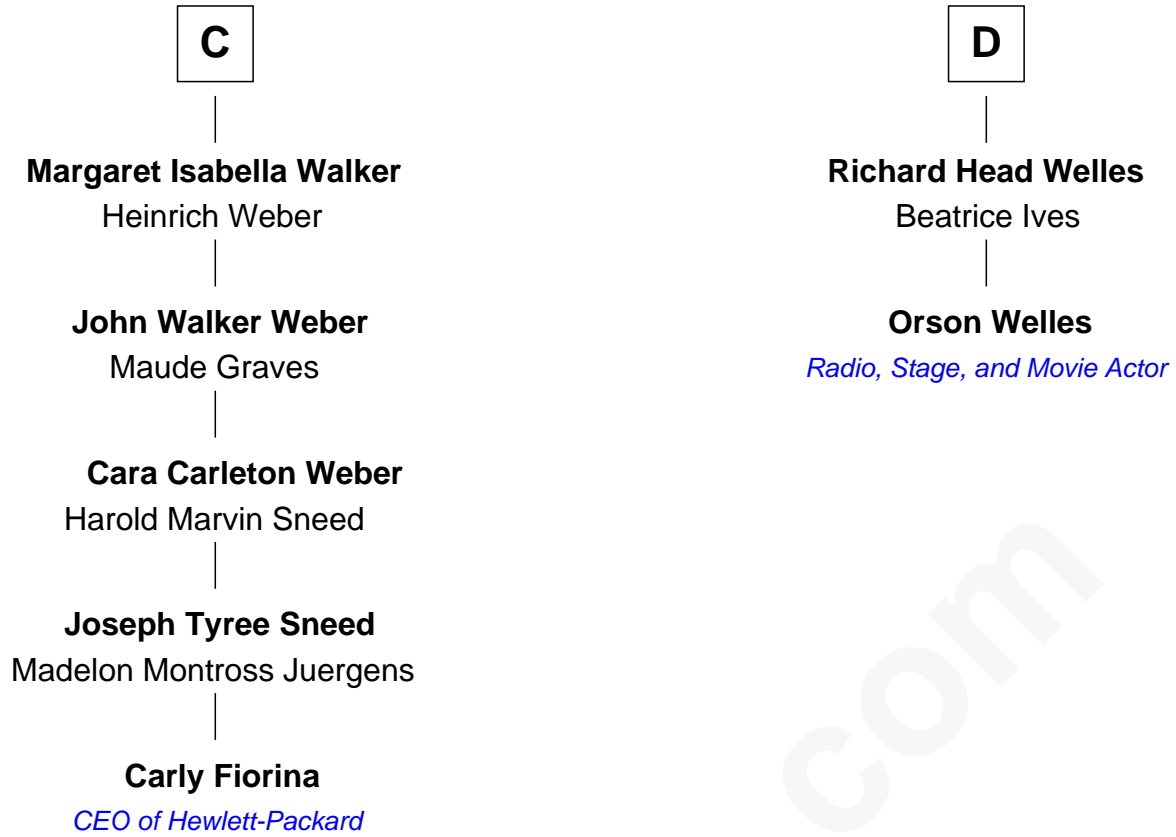 C
Margaret Isabella Walker
Heinrich Weber
John Walker Weber
Maude Graves
Cara Carleton Weber
Harold Marvin Sneed
Joseph Tyree Sneed
Madelon Montross Juergens
Carly Fiorina
CEO of Hewlett-Packard
D
Richard Head Welles
Beatrice Ives
Orson Welles
Radio, Stage, and Movie Actor
com